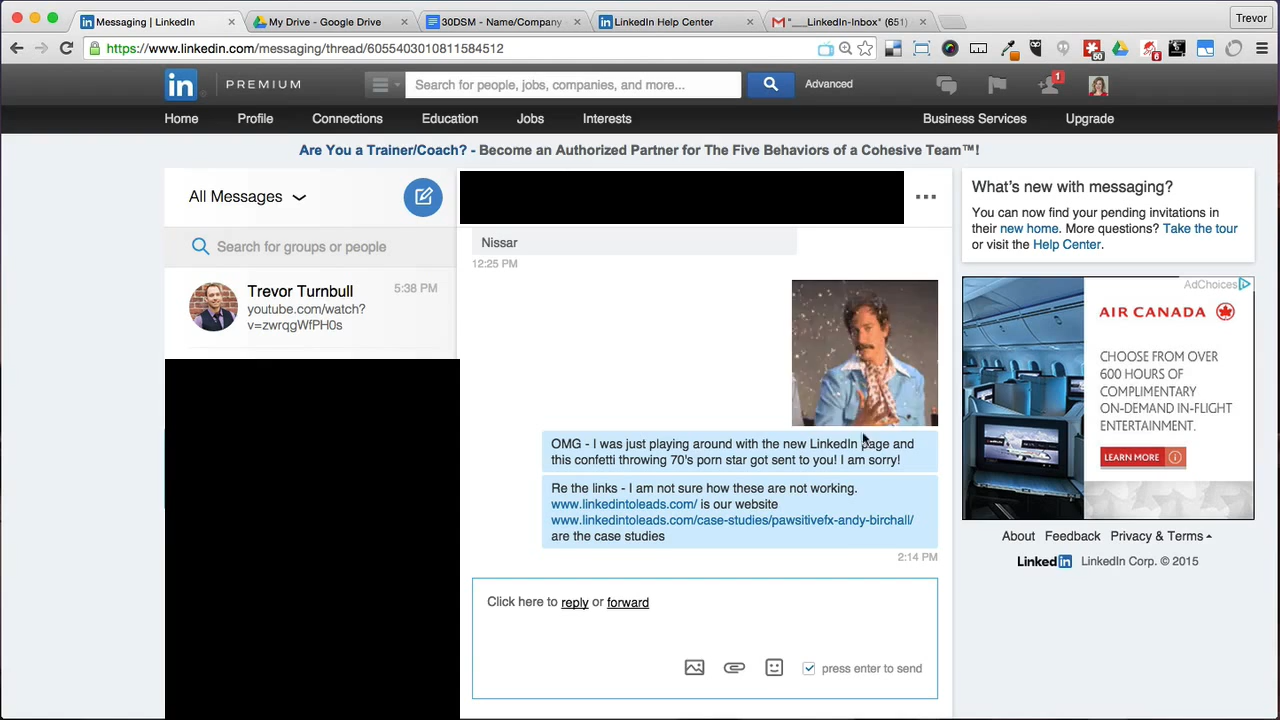 Messaging | LinkedIn
My Drive - Google Drive
30DSM - Name/Company
LinkedIn Help Center
"___LinkedIn-Inbox" (651)
Trevor
https://www.linkedin.com/messaging/thread/6055403010811584512
50
6
in PREMIUM
Search for people, jobs, companies, and more...
Advanced
1
Home Profile Connections Education Jobs Interests Business Services Upgrade
Are You a Trainer/Coach? - Become an Authorized Partner for The Five Behaviors of a Cohesive Team™!
All Messages
Search for groups or people
Trevor Turnbull 5:38 PM
youtube.com/watch?
v=zwrqgWfPH0s
Nissar
12:25 PM
OMG - I was just playing around with the new LinkedIn page and
this confetti throwing 70's porn star got sent to you! I am sorry!
Re the links - I am not sure how these are not working.
www.linkedintoleads.com/ is our website
www.linkedintoleads.com/case-studies/pawsitivefx-andy-birchall/
are the case studies
2:14 PM
Click here to reply or forward
press enter to send
What's new with messaging?
You can now find your pending invitations in
their new home. More questions? Take the tour
or visit the Help Center.
AdChoices
AIR CANADA
CHOOSE FROM OVER
600 HOURS OF
COMPLIMENTARY
ON-DEMAND IN-FLIGHT
ENTERTAINMENT.
LEARN MORE
About Feedback Privacy & Terms
LinkedIn LinkedIn Corp. © 2015